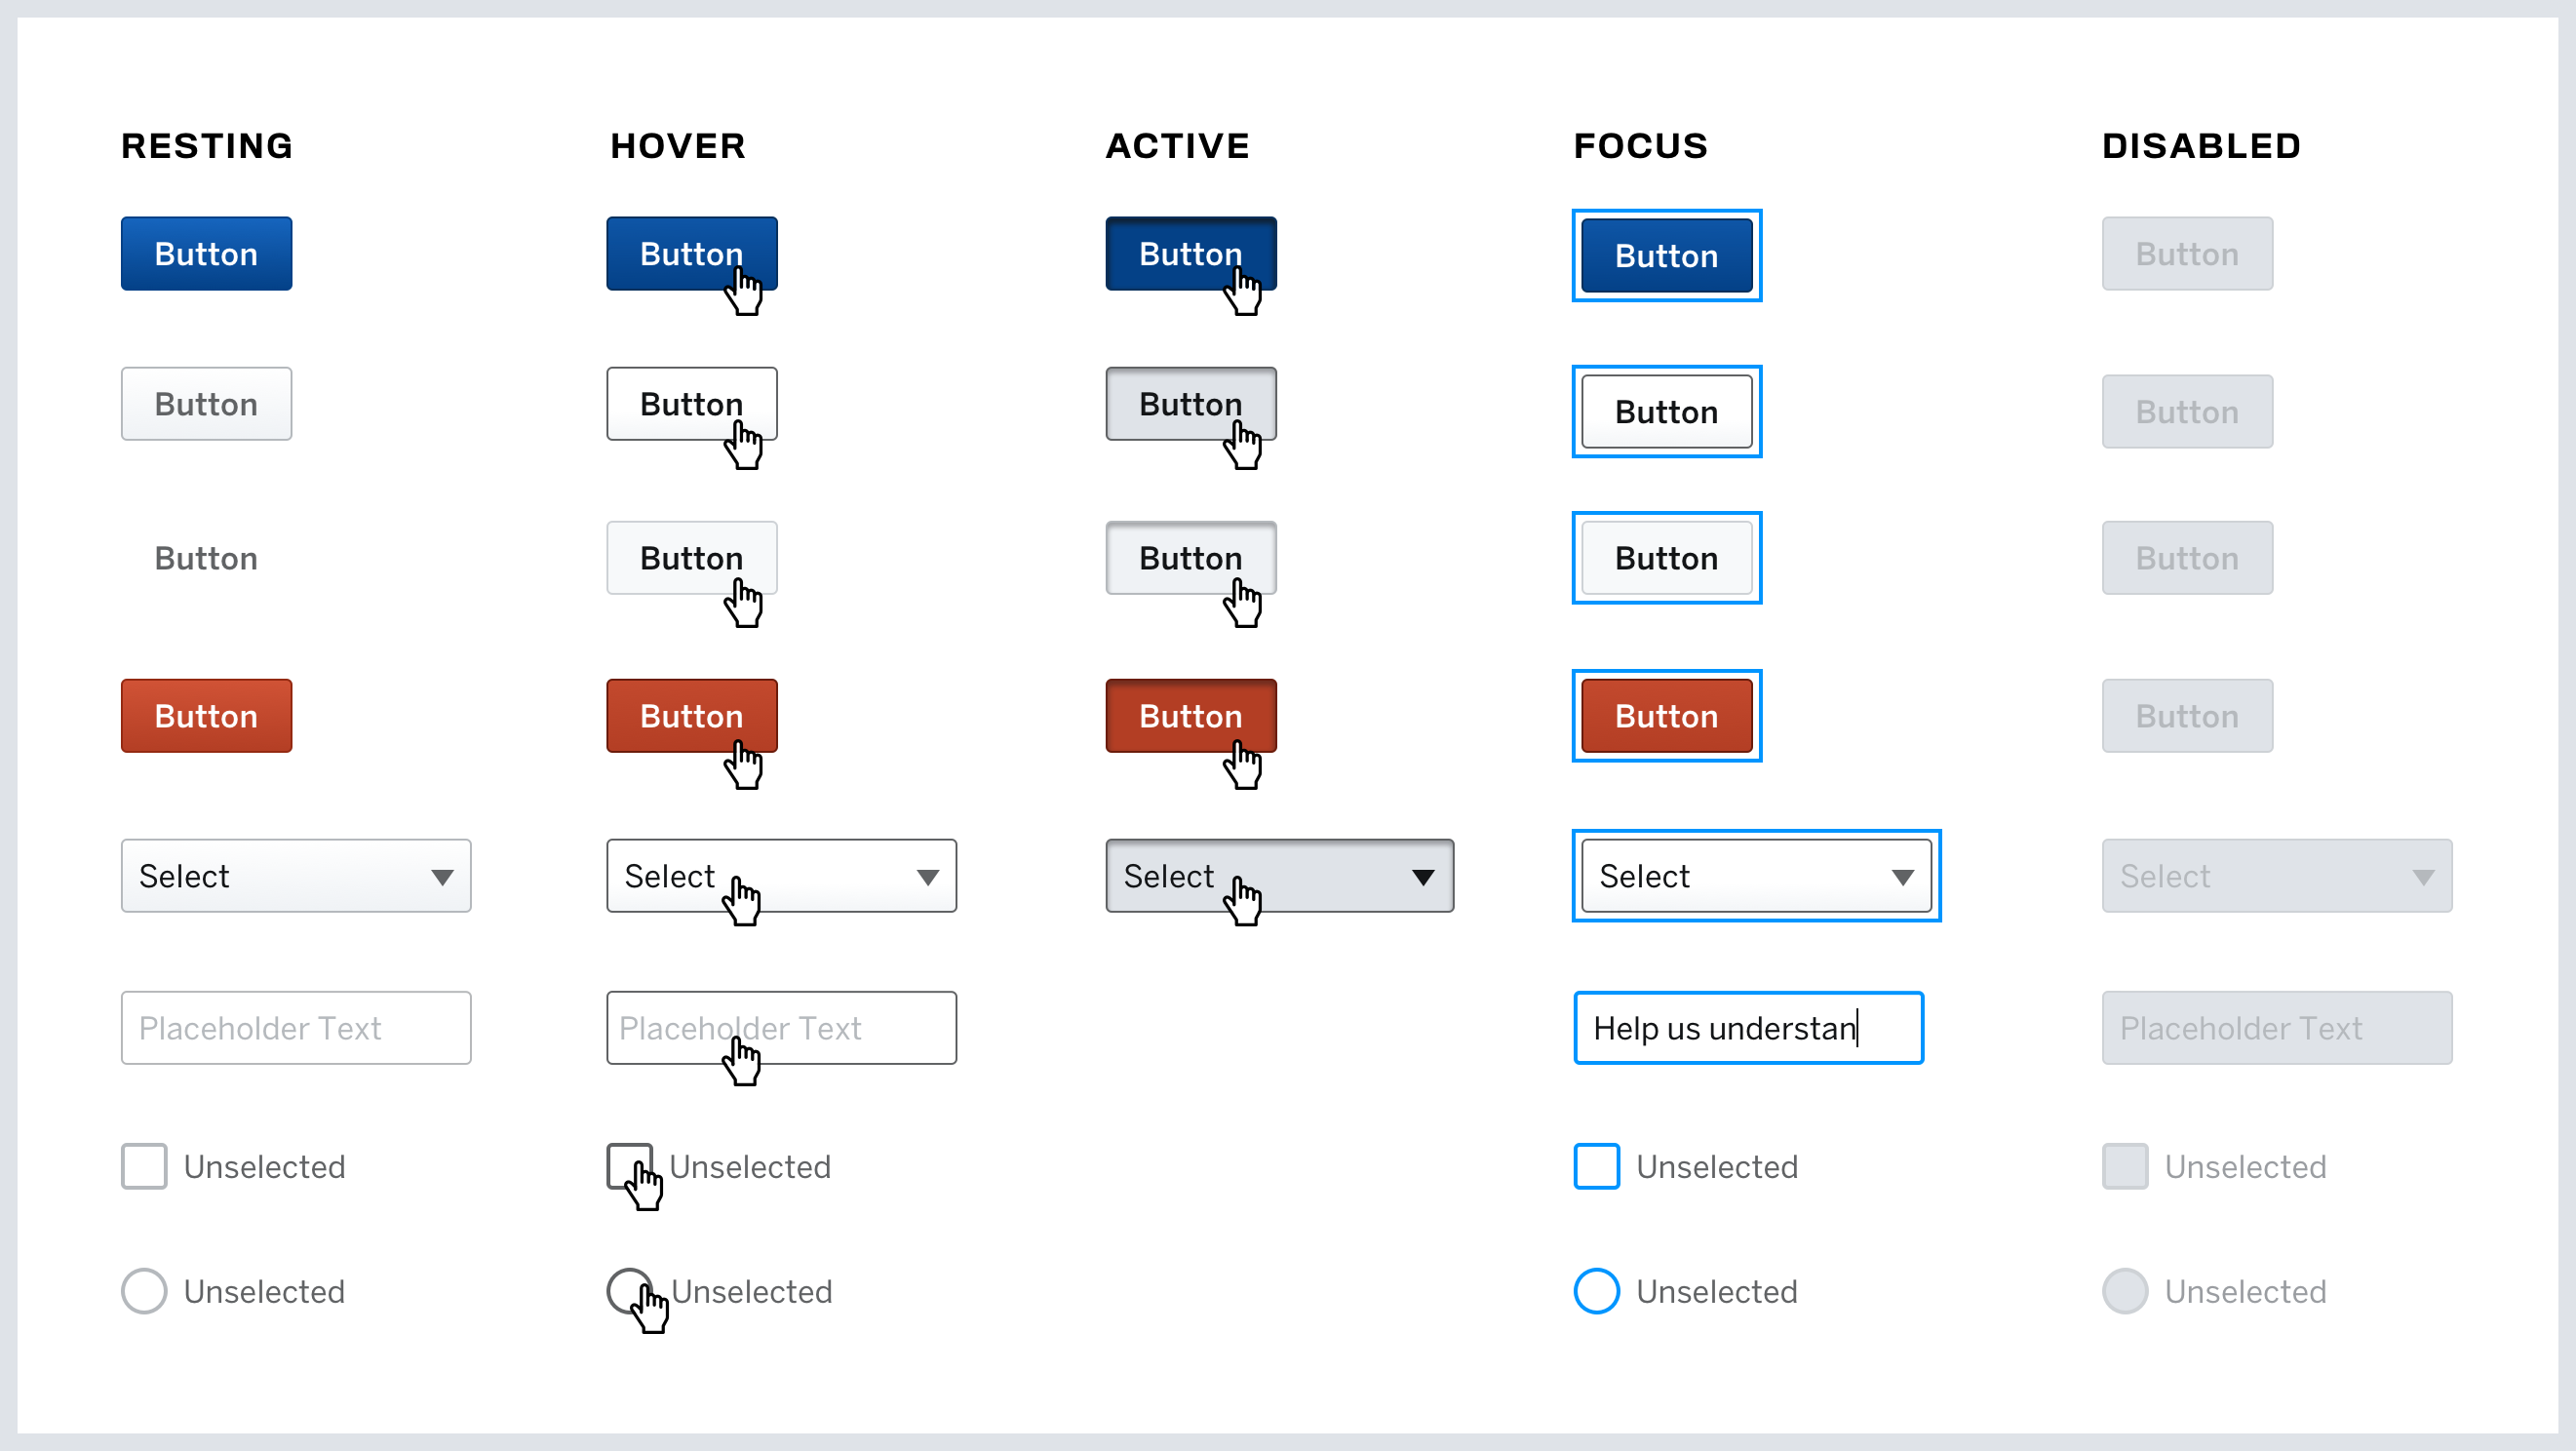 RESTING HOVER ACTIVE FOCUS DISABLED
Button Button Button Button Button
Button Button Button Button Button
Button Button Button Button Button
Button Button Button Button Button
Select Select Select Select Select
Placeholder Text Placeholder Text Help us understan Placeholder Text
Unselected Unselected Unselected Unselected
Unselected Unselected Unselected Unselected